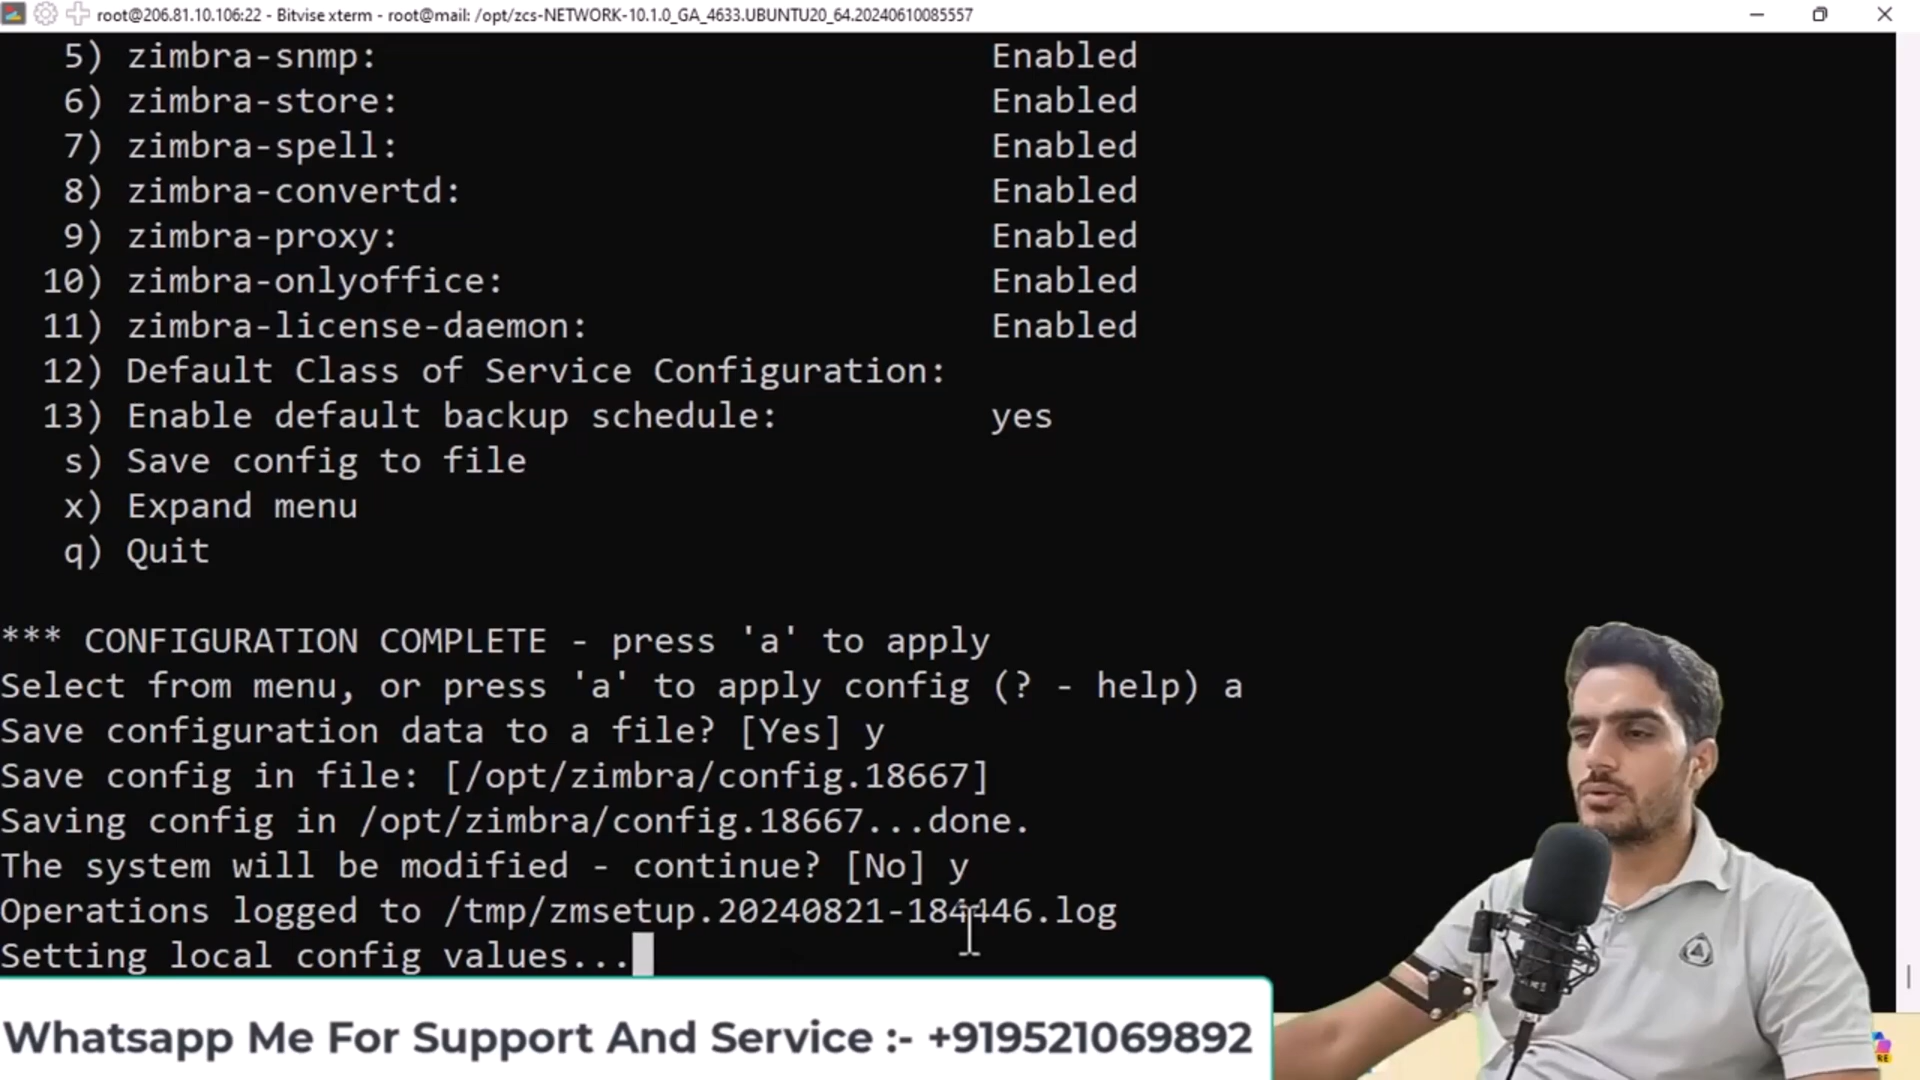 root@206.81.10.106:22 - Bitvise xterm - root@mail: /opt/zcs-NETWORK-10.1.0_GA_4633.UBUNTU20_64.20240610085557
5) zimbra-snmp: Enabled
6) zimbra-store: Enabled
7) zimbra-spell: Enabled
8) zimbra-convertd: Enabled
9) zimbra-proxy: Enabled
10) zimbra-onlyoffice: Enabled
11) zimbra-license-daemon: Enabled
12) Default Class of Service Configuration:
13) Enable default backup schedule: yes
s) Save config to file
x) Expand menu
q) Quit
*** CONFIGURATION COMPLETE - press 'a' to apply
Select from menu, or press 'a' to apply config (? - help) a
Save configuration data to a file? [Yes] y
Save config in file: [/opt/zimbra/config.18667]
Saving config in /opt/zimbra/config.18667...done.
The system will be modified - continue? [No] y
Operations logged to /tmp/zmsetup.20240821-184446.log
Setting local config values...
Whatsapp Me For Support And Service :- +919521069892